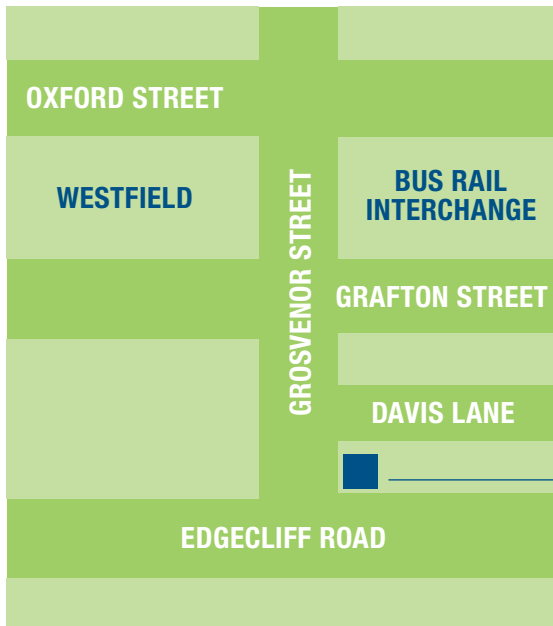 OXFORD STREET
WESTFIELD
BUS RAIL
INTERCHANGE
GROSVENOR STREET
GRAFTON STREET
DAVIS LANE
EDGECLIFF ROAD